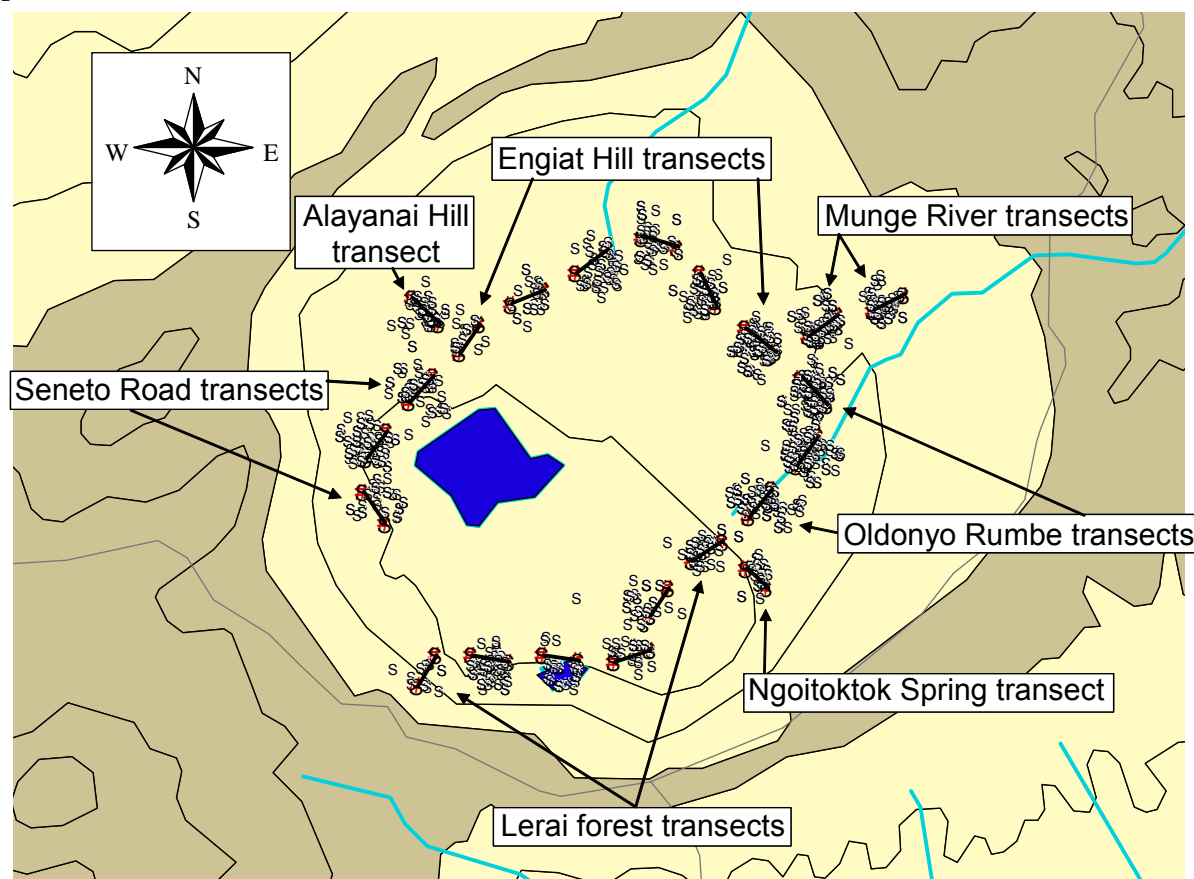 N
W E
S
Engiat Hill transects
Alayanai Hill
transect
Munge River transects
Seneto Road transects
Oldonyo Rumbe transects
Ngoitoktok Spring transect
Lerai forest transects